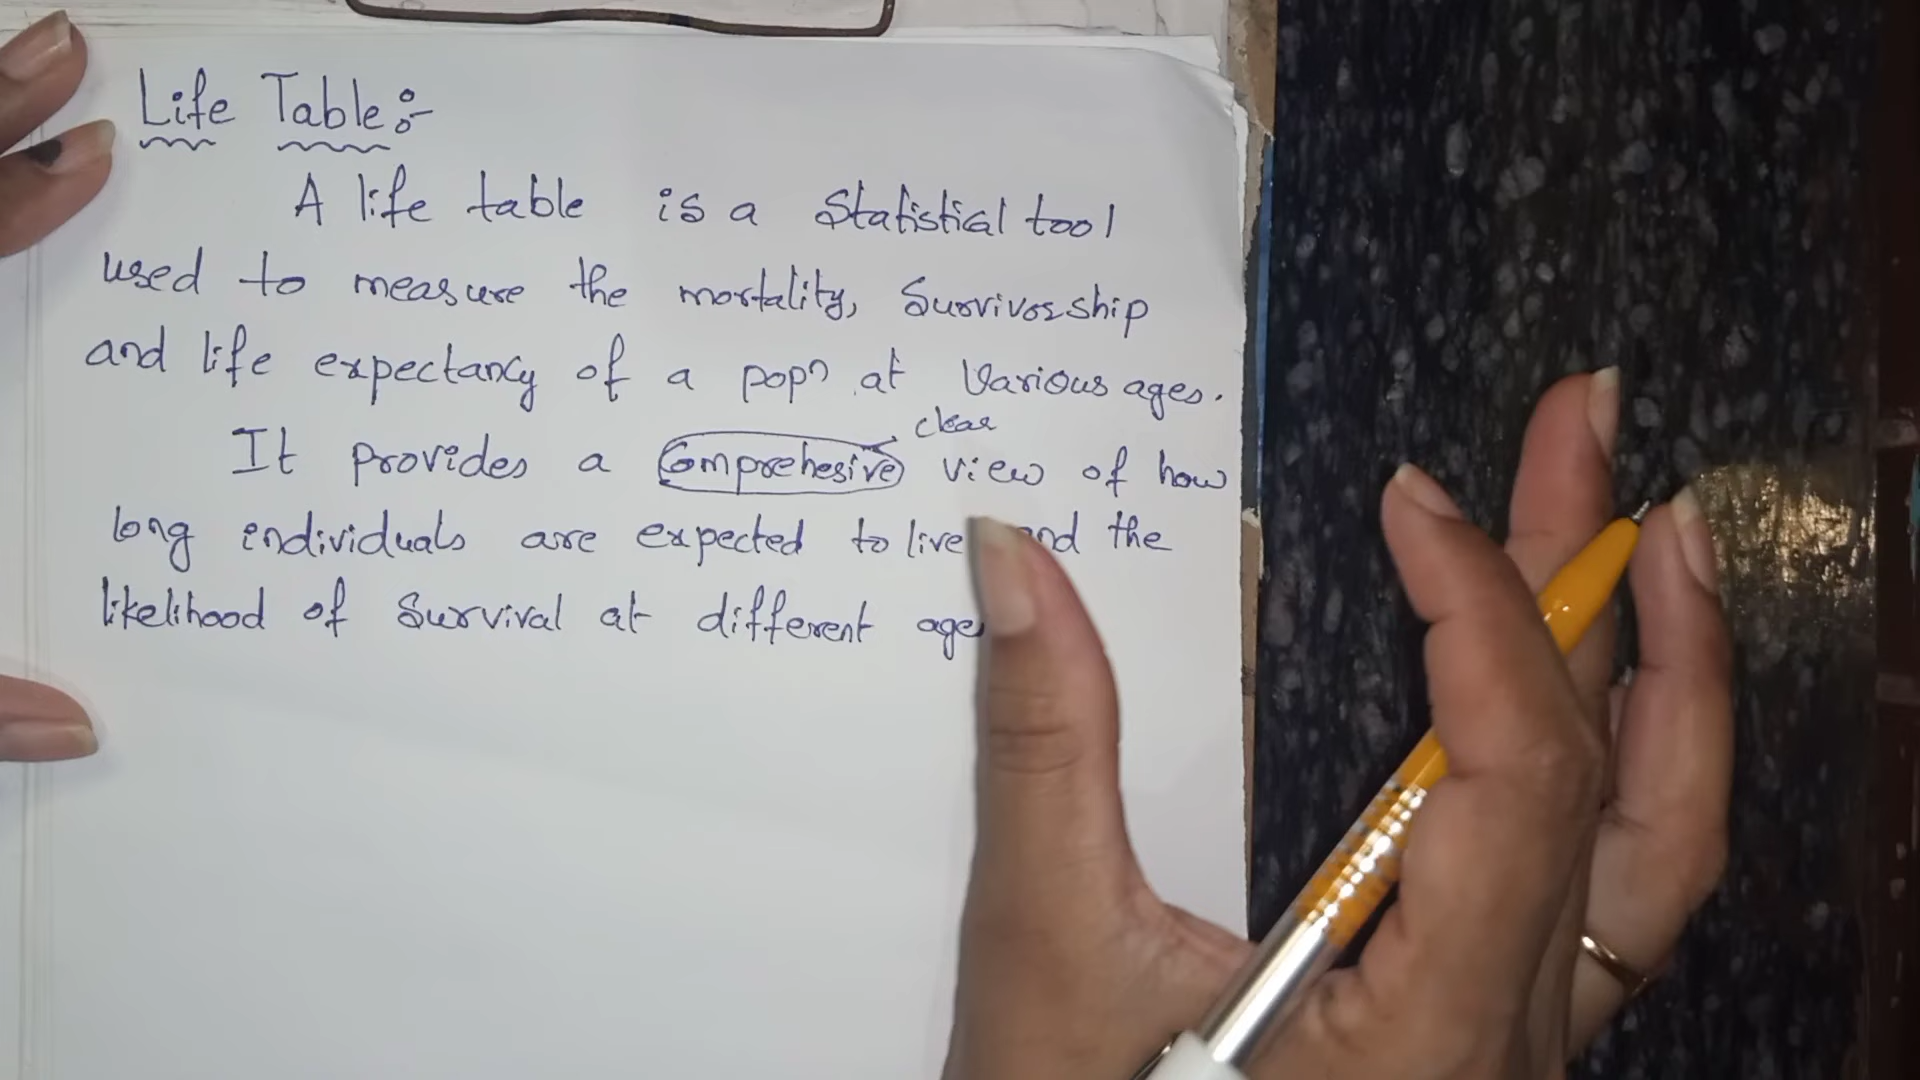 Life Table:-
A life table is a Statistical tool
used to measure the mortality, Survivorship
and life expectancy of a popn at Various ages.
clear
It provides a Comprehesive view of how
long individuals are expected to live and the
likelihood of Survival at different age